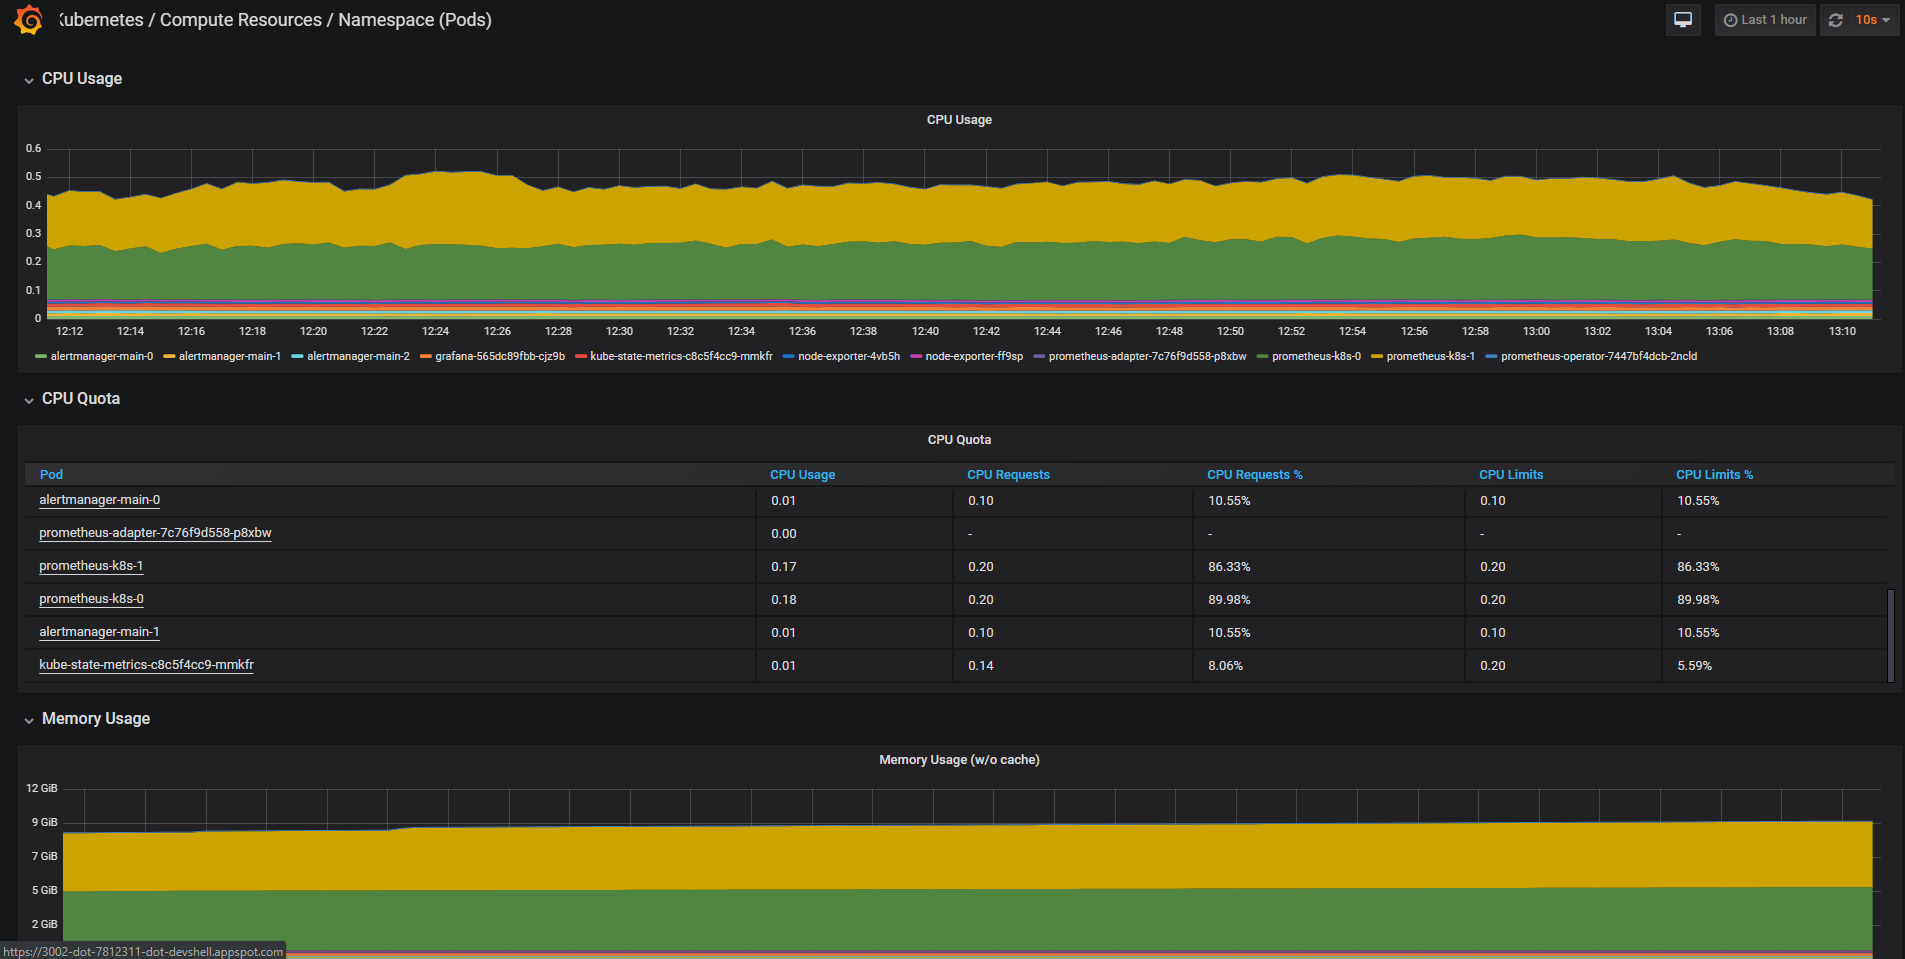 Kubernetes / Compute Resources / Namespace (Pods)
Last 1 hour
10s
CPU Usage
CPU Usage
0.6
0.5
0.4
0.3
0.2
0.1
0
12:12 12:14 12:16 12:18 12:20 12:22 12:24 12:26 12:28 12:30 12:32 12:34 12:36 12:38 12:40 12:42 12:44 12:46 12:48 12:50 12:52 12:54 12:56 12:58 13:00 13:02 13:04 13:06 13:08 13:10
alertmanager-main-0 alertmanager-main-1 alertmanager-main-2 grafana-565dc89fbb-cjz9b kube-state-metrics-c8c5f4cc9-mmkfr node-exporter-4vb5h node-exporter-ff9sp prometheus-adapter-7c76f9d558-p8xbw prometheus-k8s-0 prometheus-k8s-1 prometheus-operator-7447bf4dcb-2ncld
CPU Quota
CPU Quota
Pod CPU Usage CPU Requests CPU Requests % CPU Limits CPU Limits %
alertmanager-main-0 0.01 0.10 10.55% 0.10 10.55%
prometheus-adapter-7c76f9d558-p8xbw 0.00 - - - -
prometheus-k8s-1 0.17 0.20 86.33% 0.20 86.33%
prometheus-k8s-0 0.18 0.20 89.98% 0.20 89.98%
alertmanager-main-1 0.01 0.10 10.55% 0.10 10.55%
kube-state-metrics-c8c5f4cc9-mmkfr 0.01 0.14 8.06% 0.20 5.59%
Memory Usage
Memory Usage (w/o cache)
12 GiB
9 GiB
7 GiB
5 GiB
2 GiB
https://3002-dot-7812311-dot-devshell.appspot.com